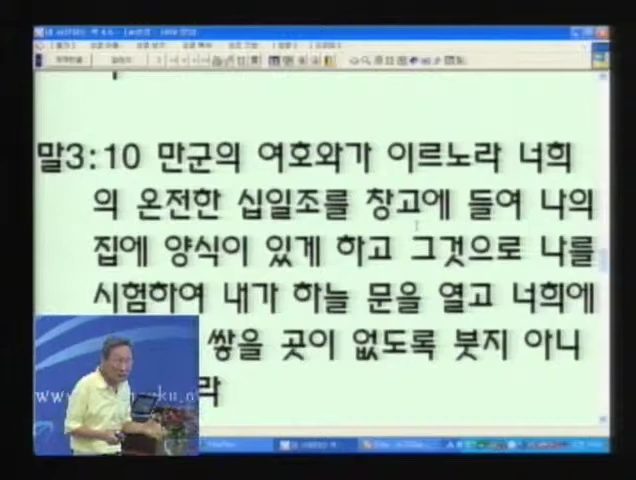 말3:10 만군의 여호와가 이르노라 너희
의 온전한 십일조를 창고에 들여 나의
집에 양식이 있게 하고 그것으로 나를
시험하여 내가 하늘 문을 열고 너희에
쌓을 곳이 없도록 붓지 아니
라